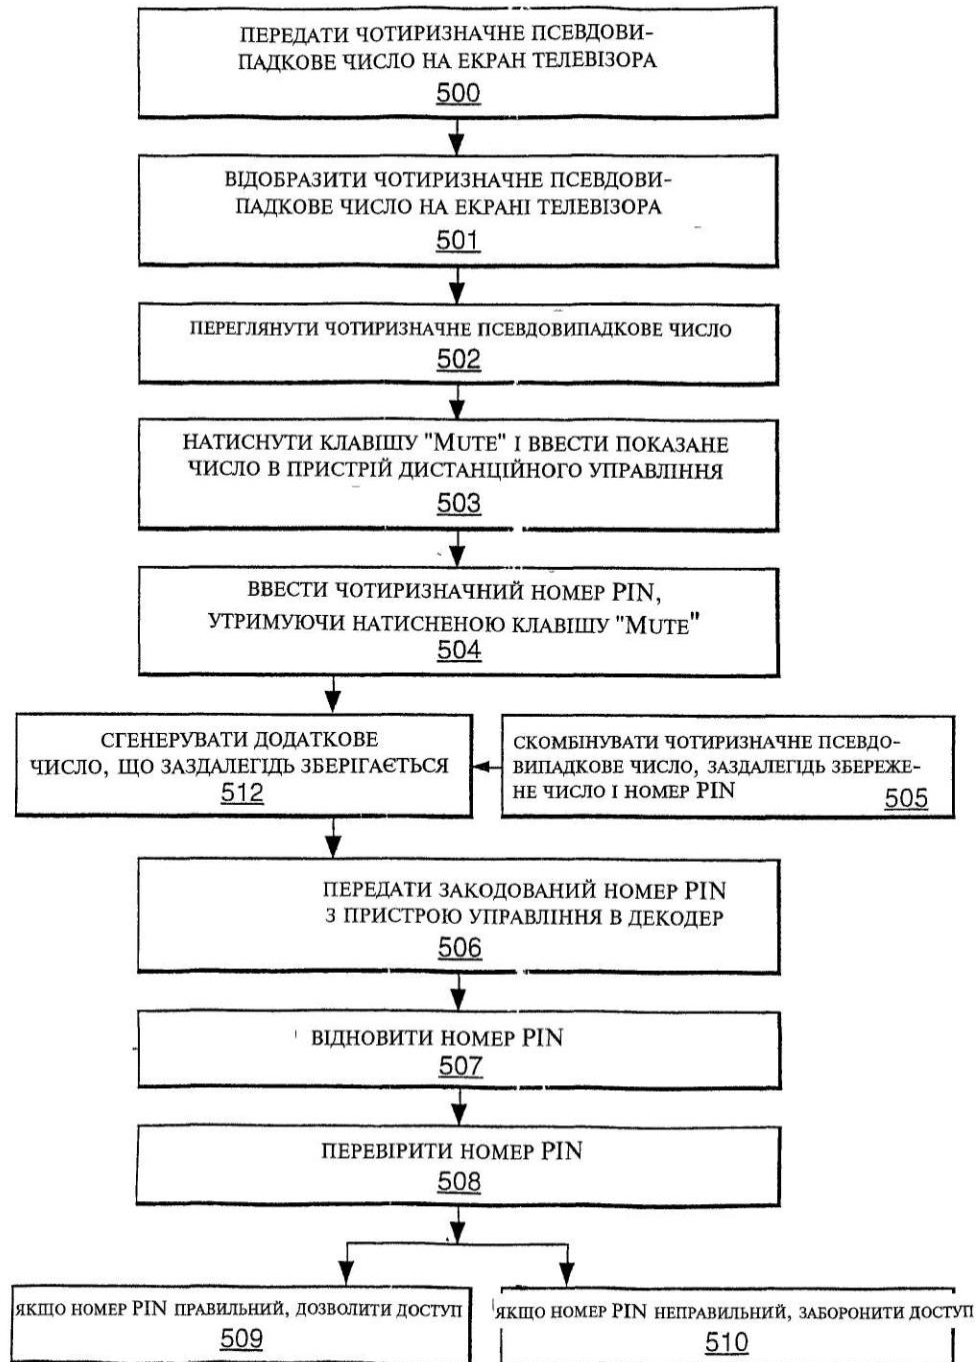 ПЕРЕДАТИ ЧОТИРИЗНАЧНЕ ПСЕВДОВИ-
ПАДКОВЕ ЧИСЛО НА ЕКРАН ТЕЛЕВІЗОРА
500
ВІДОБРАЗИТИ ЧОТИРИЗНАЧНЕ ПСЕВДОВИ-
ПАДКОВЕ ЧИСЛО НА ЕКРАНІ ТЕЛЕВІЗОРА
501
ПЕРЕГЛЯНУТИ ЧОТИРИЗНАЧНЕ ПСЕВДОВИПАДКОВЕ ЧИСЛО
502
НАТИСНУТИ КЛАВІШУ "MUTE" І ВВЕСТИ ПОКАЗАНЕ
ЧИСЛО В ПРИСТРІЙ ДИСТАНЦІЙНОГО УПРАВЛІННЯ
503
ВВЕСТИ ЧОТИРИЗНАЧНИЙ НОМЕР PIN,
УТРИМУЮЧИ НАТИСНЕНОЮ КЛАВІШУ "MUTE"
504
СГЕНЕРУВАТИ ДОДАТКОВЕ
ЧИСЛО, ЩО ЗАЗДАЛЕГІДЬ ЗБЕРІГАЄТЬСЯ
512
СКОМБІНУВАТИ ЧОТИРИЗНАЧНЕ ПСЕВДО-
ВИПАДКОВЕ ЧИСЛО, ЗАЗДАЛЕГІДЬ ЗБЕРЕЖЕ-
НЕ ЧИСЛО І НОМЕР PIN
505
ПЕРЕДАТИ ЗАКОДОВАНИЙ НОМЕР PIN
З ПРИСТРОЮ УПРАВЛІННЯ В ДЕКОДЕР
506
ВІДНОВИТИ НОМЕР PIN
507
ПЕРЕВІРИТИ НОМЕР PIN
508
ЯКЩО НОМЕР PIN ПРАВИЛЬНИЙ, ДОЗВОЛИТИ ДОСТУП
509
ЯКЩО НОМЕР PIN НЕПРАВИЛЬНИЙ, ЗАБОРОНИТИ ДОСТУП
510